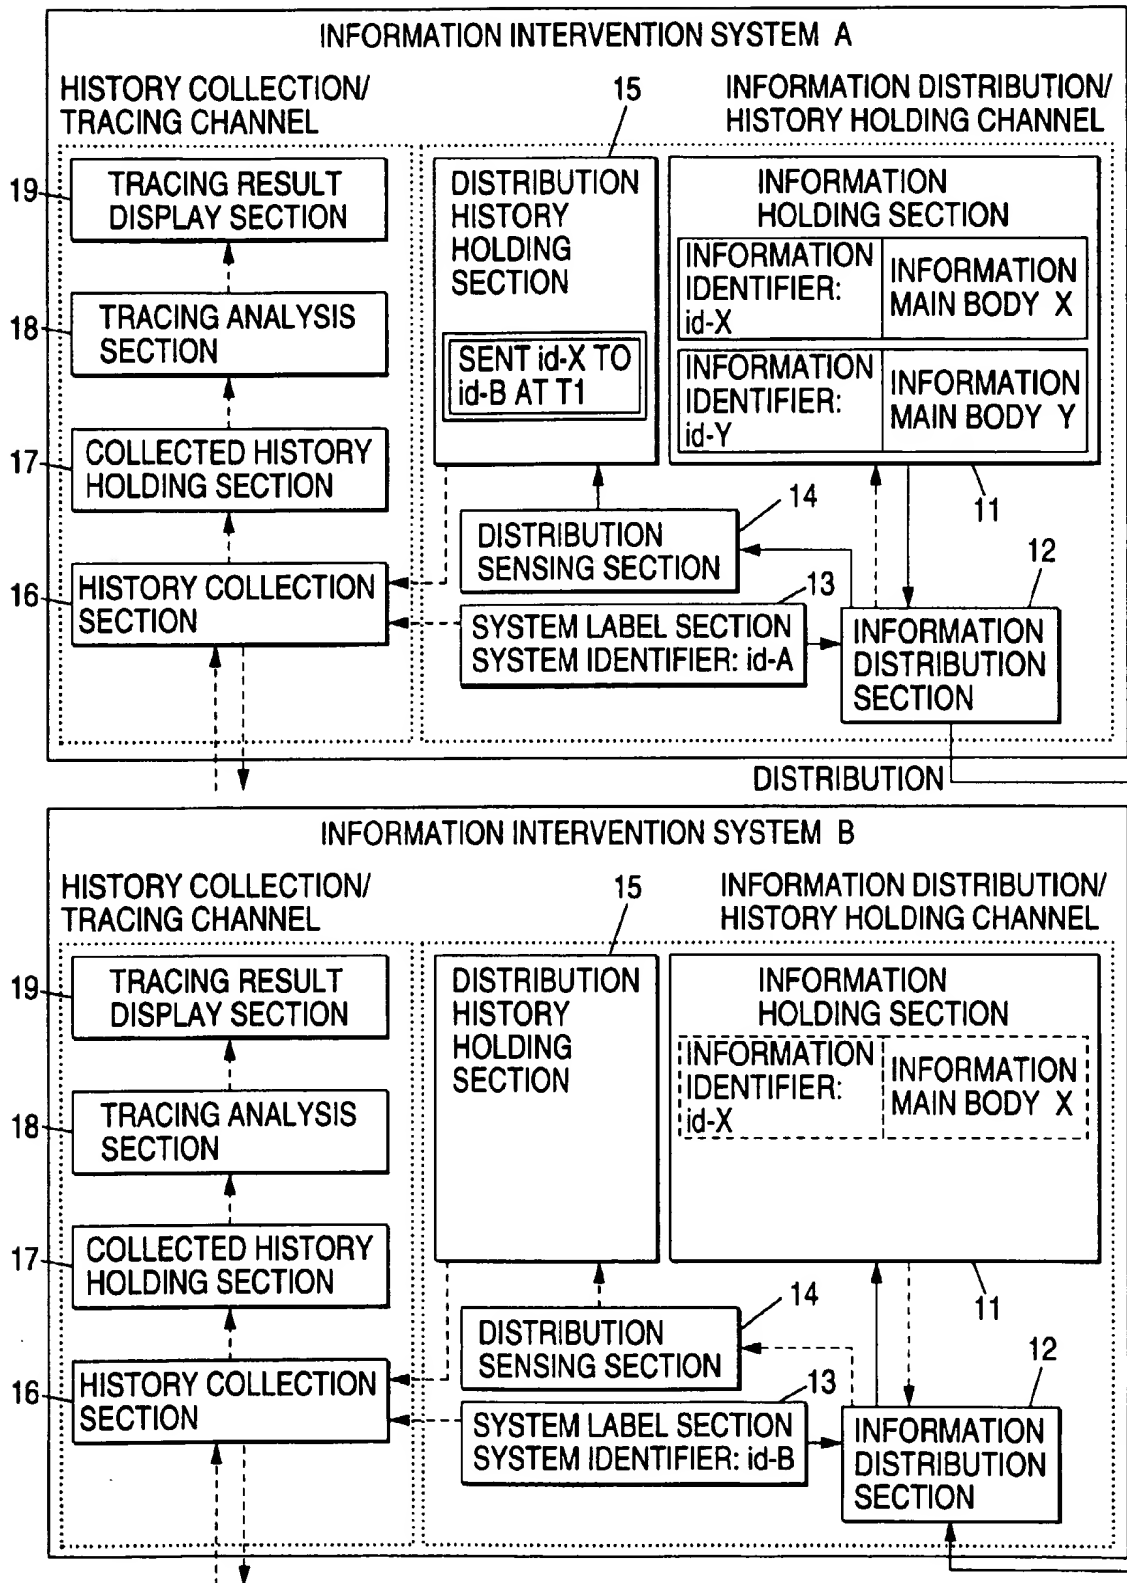 INFORMATION INTERVENTION SYSTEM A
HISTORY COLLECTION/
TRACING CHANNEL
15
INFORMATION DISTRIBUTION/
HISTORY HOLDING CHANNEL
19
TRACING RESULT
DISPLAY SECTION
18
TRACING ANALYSIS
SECTION
17
COLLECTED HISTORY
HOLDING SECTION
16
HISTORY COLLECTION
SECTION
DISTRIBUTION
HISTORY
HOLDING
SECTION
SENT id-X TO
id-B AT T1
INFORMATION
HOLDING SECTION
INFORMATION
IDENTIFIER:
id-X
INFORMATION
MAIN BODY X
INFORMATION
IDENTIFIER:
id-Y
INFORMATION
MAIN BODY Y
11
14
DISTRIBUTION
SENSING SECTION
13
SYSTEM LABEL SECTION
SYSTEM IDENTIFIER: id-A
12
INFORMATION
DISTRIBUTION
SECTION
DISTRIBUTION
INFORMATION INTERVENTION SYSTEM B
HISTORY COLLECTION/
TRACING CHANNEL
15
INFORMATION DISTRIBUTION/
HISTORY HOLDING CHANNEL
19
TRACING RESULT
DISPLAY SECTION
18
TRACING ANALYSIS
SECTION
17
COLLECTED HISTORY
HOLDING SECTION
16
HISTORY COLLECTION
SECTION
DISTRIBUTION
HISTORY
HOLDING
SECTION
INFORMATION
HOLDING SECTION
INFORMATION
IDENTIFIER:
id-X
INFORMATION
MAIN BODY X
11
14
DISTRIBUTION
SENSING SECTION
13
SYSTEM LABEL SECTION
SYSTEM IDENTIFIER: id-B
12
INFORMATION
DISTRIBUTION
SECTION